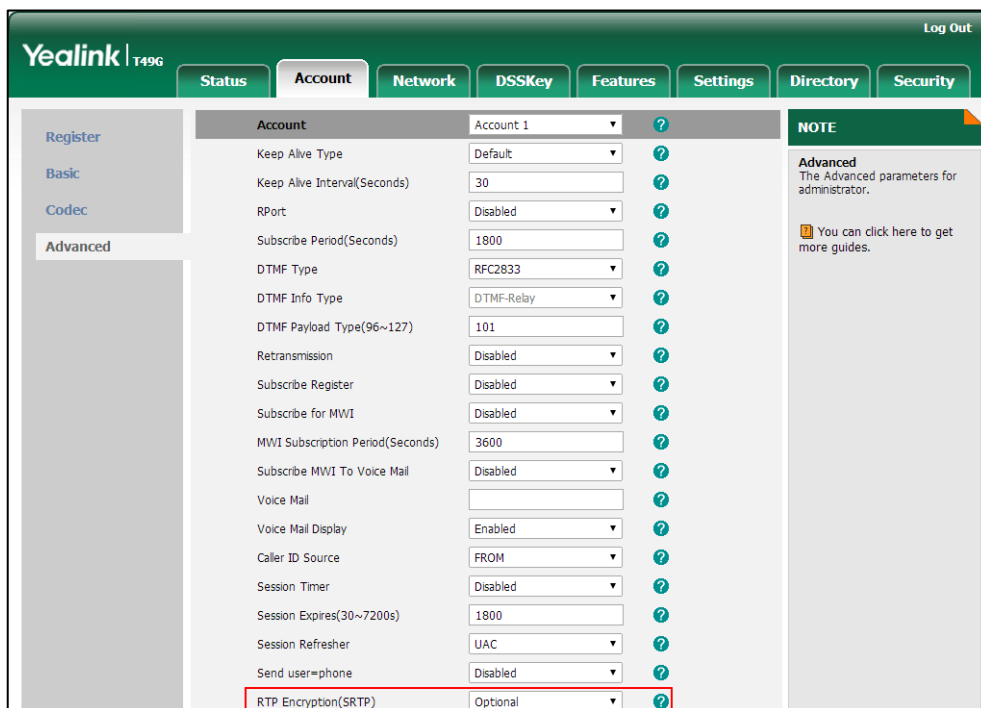 Log Out
Yealink T49G
Status Account Network DSSKey Features Settings Directory Security
Register
Basic
Codec
Advanced
Account Account 1 ?
Keep Alive Type Default ?
Keep Alive Interval(Seconds) 30 ?
RPort Disabled ?
Subscribe Period(Seconds) 1800 ?
DTMF Type RFC2833 ?
DTMF Info Type DTMF-Relay ?
DTMF Payload Type(96~127) 101 ?
Retransmission Disabled ?
Subscribe Register Disabled ?
Subscribe for MWI Disabled ?
MWI Subscription Period(Seconds) 3600 ?
Subscribe MWI To Voice Mail Disabled ?
Voice Mail ?
Voice Mail Display Enabled ?
Caller ID Source FROM ?
Session Timer Disabled ?
Session Expires(30~7200s) 1800 ?
Session Refresher UAC ?
Send user=phone Disabled ?
RTP Encryption(SRTP) Optional ?
NOTE
Advanced
The Advanced parameters for
administrator.
? You can click here to get
more guides.